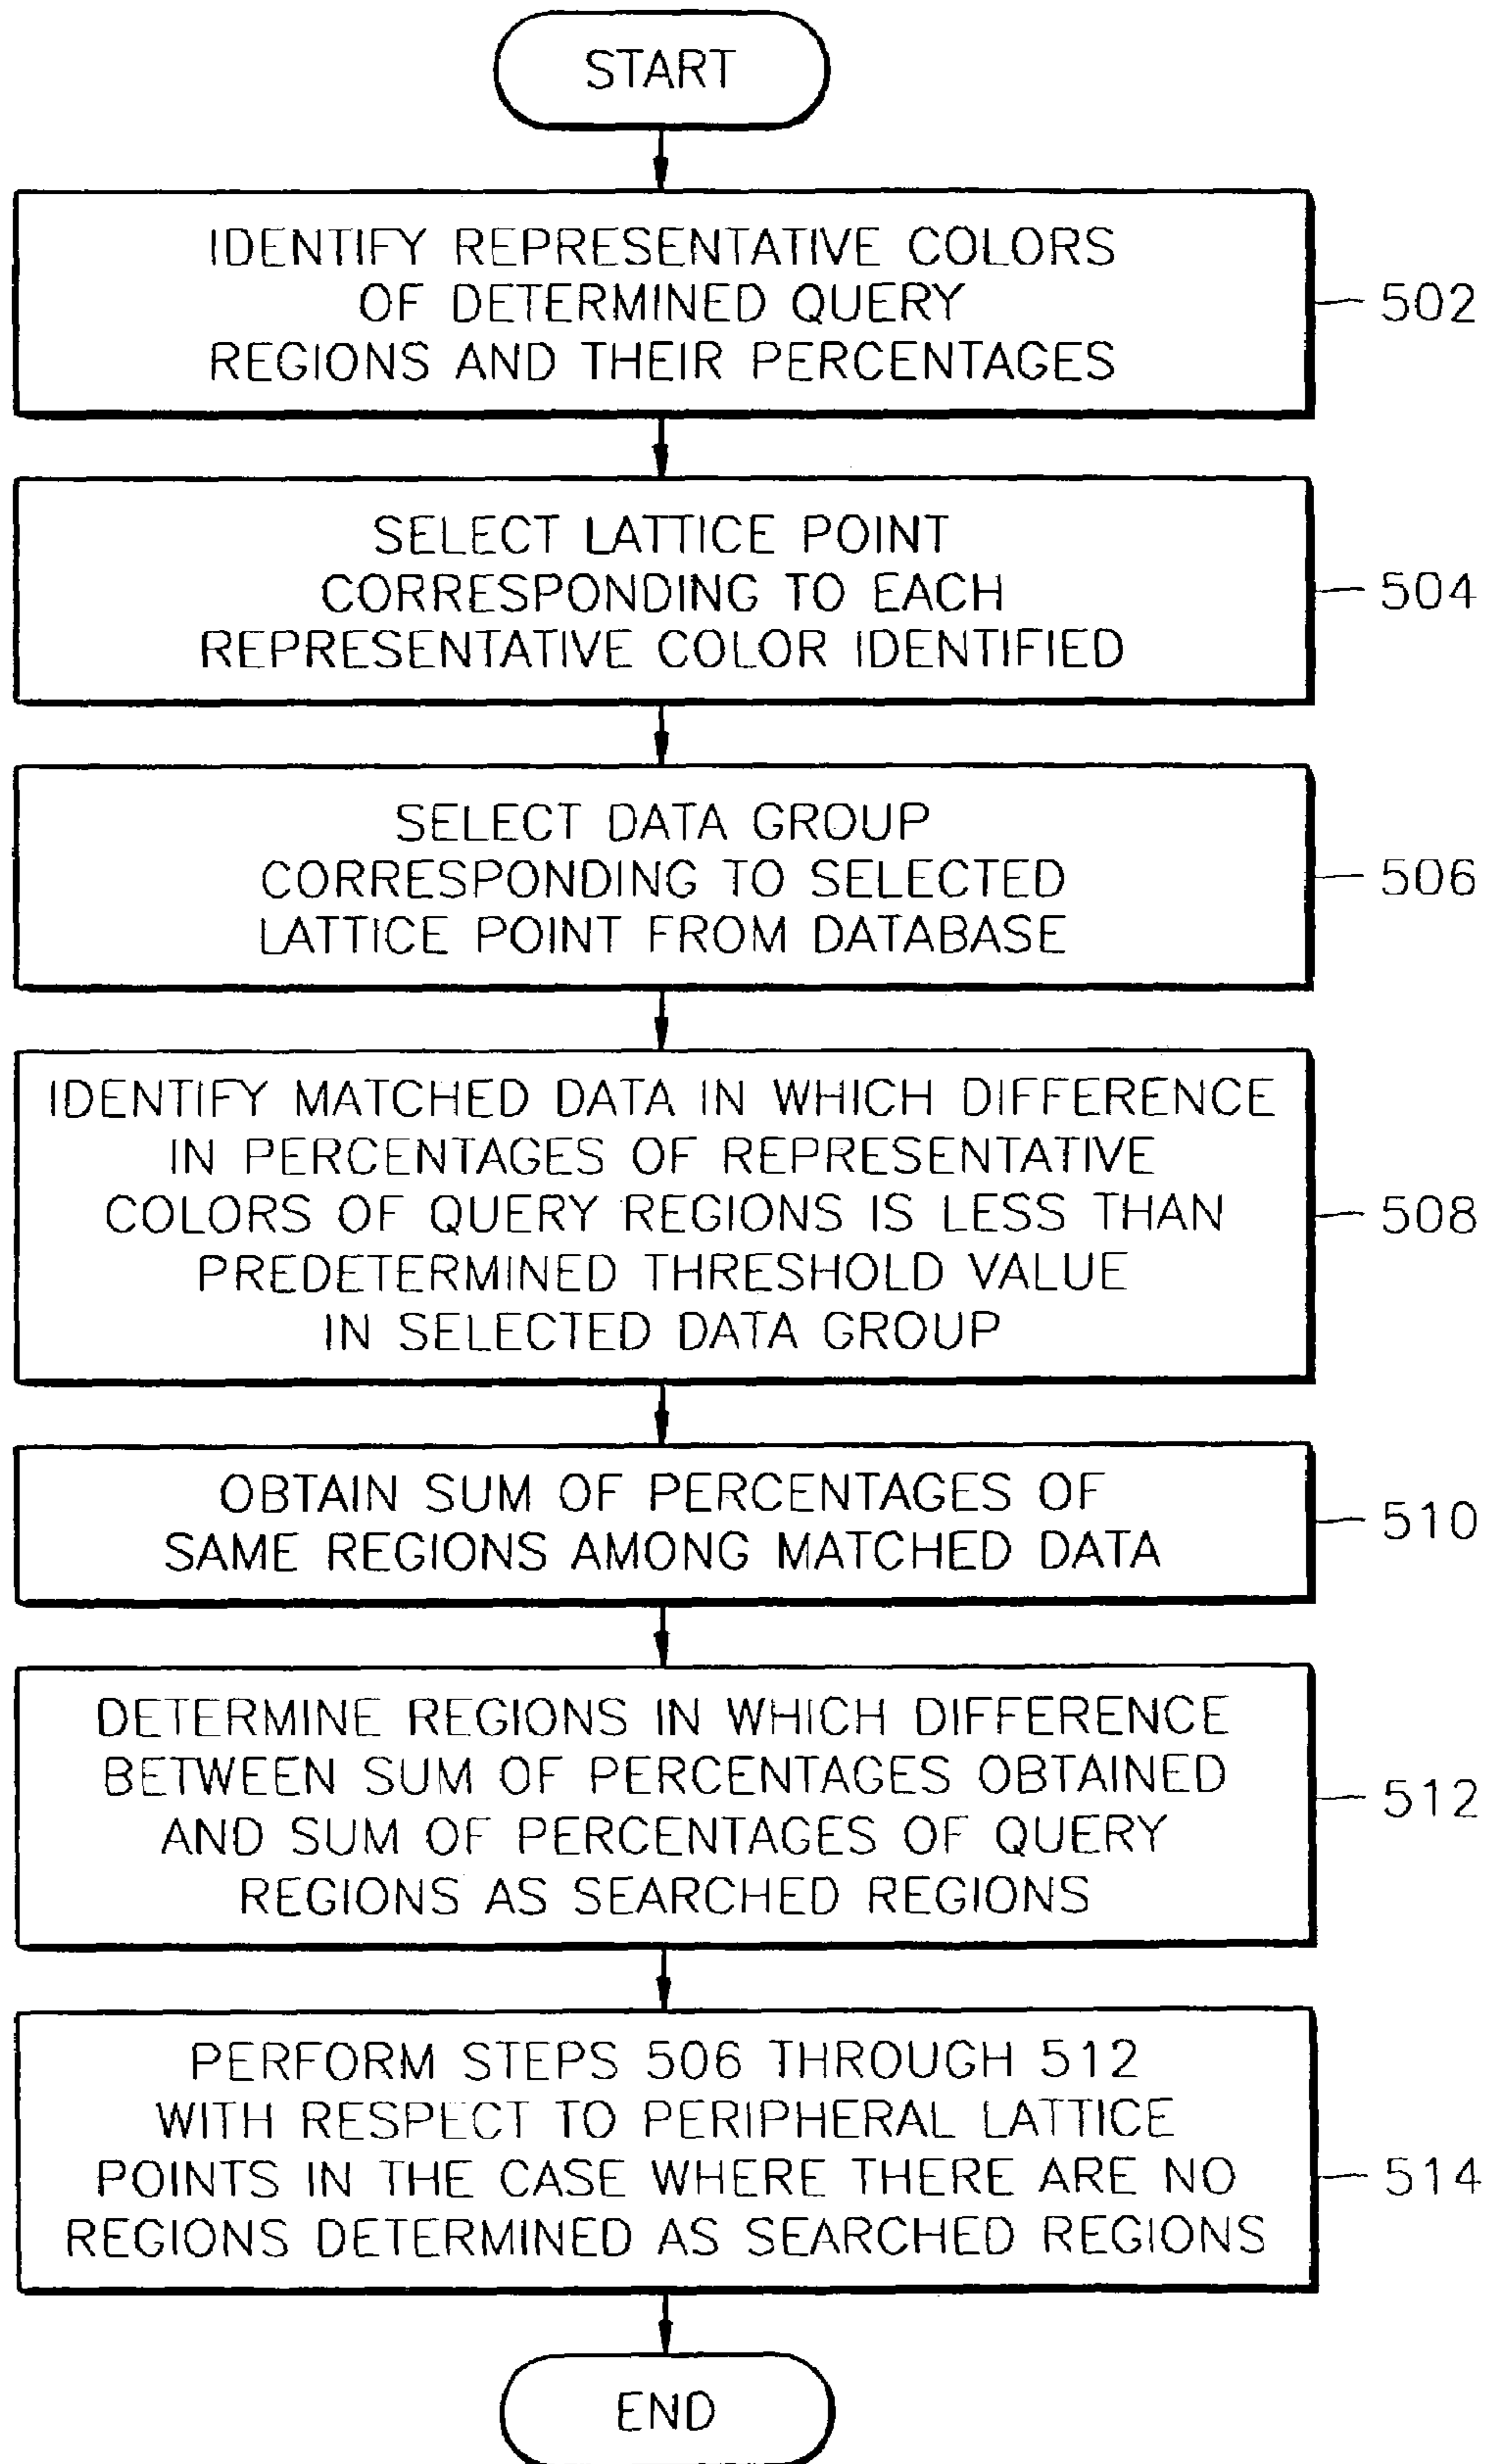 START
IDENTIFY REPRESENTATIVE COLORS
OF DETERMINED QUERY
REGIONS AND THEIR PERCENTAGES
502
SELECT LATTICE POINT
CORRESPONDING TO EACH
REPRESENTATIVE COLOR IDENTIFIED
504
SELECT DATA GROUP
CORRESPONDING TO SELECTED
LATTICE POINT FROM DATABASE
506
IDENTIFY MATCHED DATA IN WHICH DIFFERENCE
IN PERCENTAGES OF REPRESENTATIVE
COLORS OF QUERY REGIONS IS LESS THAN
PREDETERMINED THRESHOLD VALUE
IN SELECTED DATA GROUP
508
OBTAIN SUM OF PERCENTAGES OF
SAME REGIONS AMONG MATCHED DATA
510
DETERMINE REGIONS IN WHICH DIFFERENCE
BETWEEN SUM OF PERCENTAGES OBTAINED
AND SUM OF PERCENTAGES OF QUERY
REGIONS AS SEARCHED REGIONS
512
PERFORM STEPS 506 THROUGH 512
WITH RESPECT TO PERIPHERAL LATTICE
POINTS IN THE CASE WHERE THERE ARE NO
REGIONS DETERMINED AS SEARCHED REGIONS
514
END